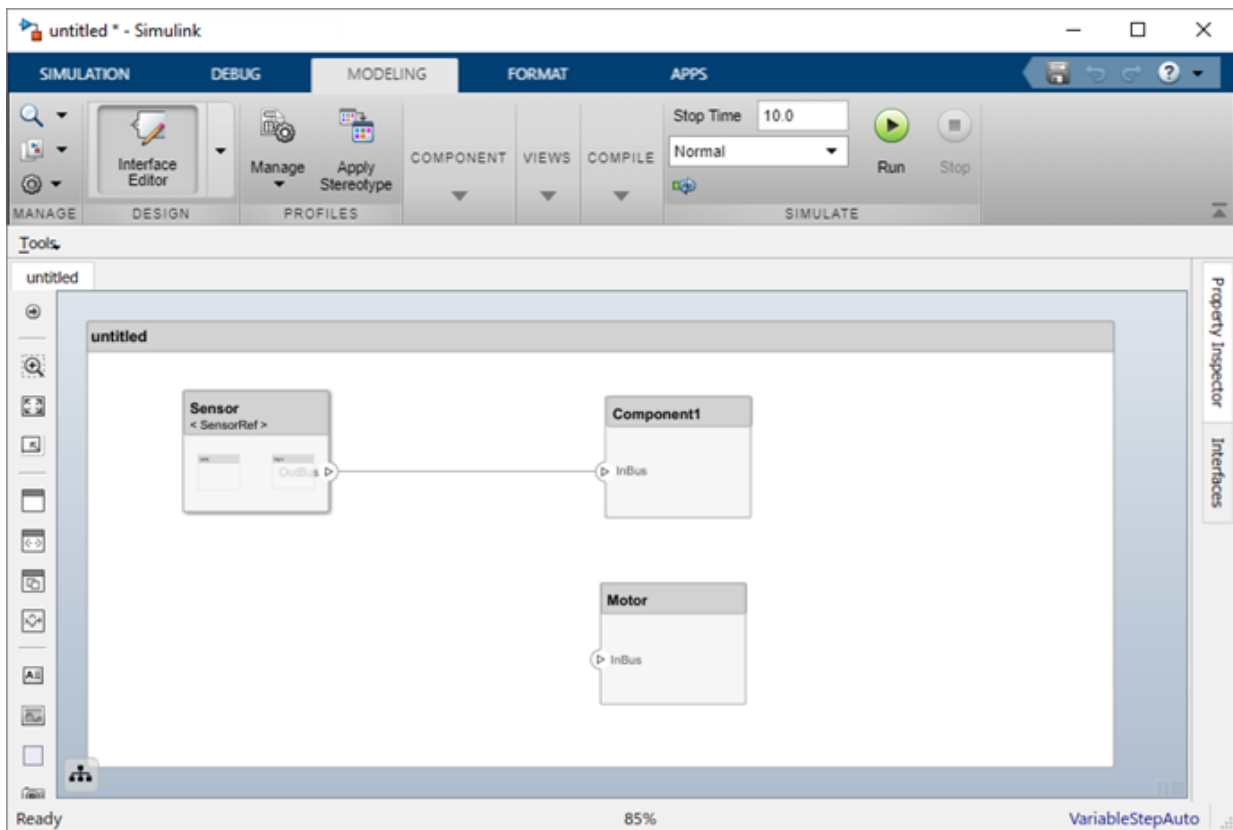 untitled * - Simulink
SIMULATION DEBUG MODELING FORMAT APPS
Interface Editor
Manage
Apply Stereotype
COMPONENT VIEWS COMPILE
Stop Time 10.0
Normal
Run Stop
MANAGE DESIGN PROFILES SIMULATE
Tools
untitled
untitled
Sensor
< SensorRef >
OutBus
Component1
InBus
Motor
InBus
Property Inspector
Interfaces
Ready 85% VariableStepAuto